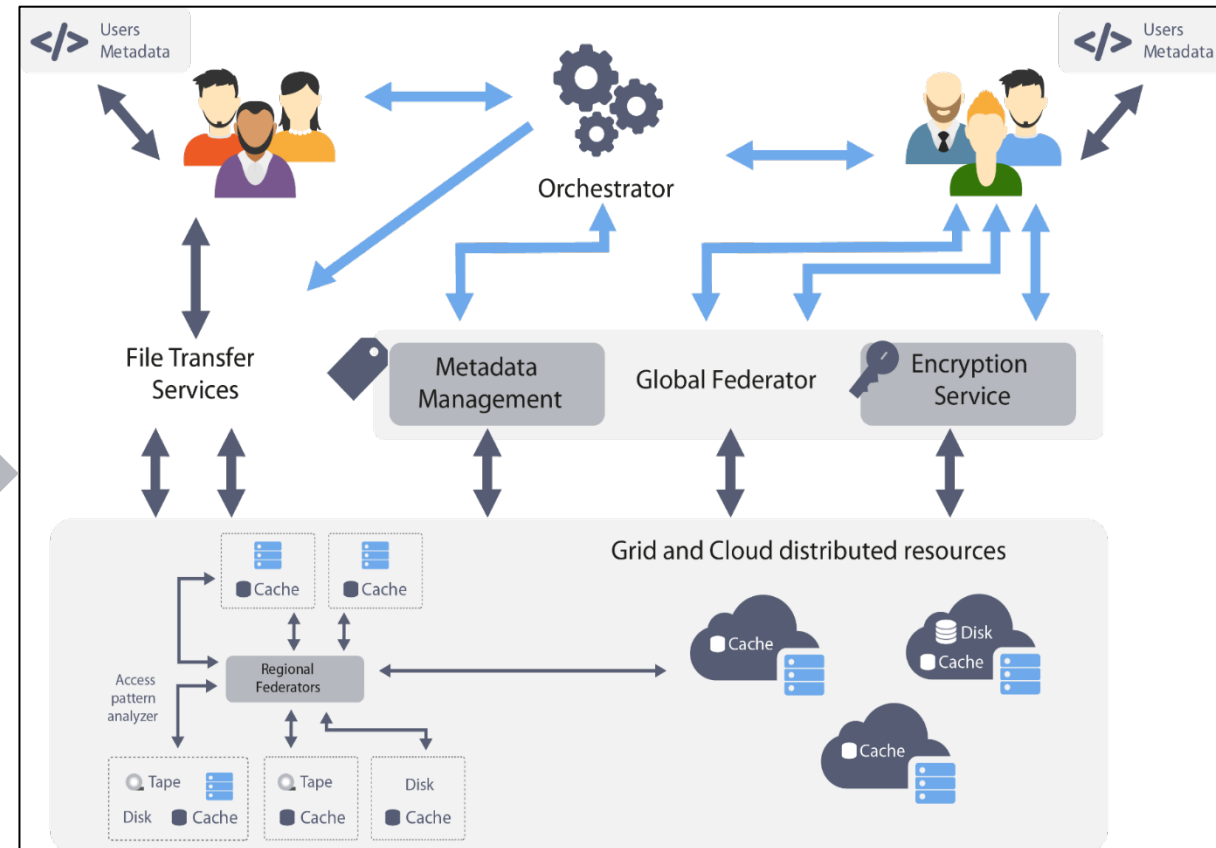 Users
Metadata
Users
Metadata
Orchestrator
File Transfer
Services
Metadata
Management
Global Federator
Encryption
Service
Grid and Cloud distributed resources
Cache
Cache
Regional
Federators
Access
pattern
analyzer
Tape
Disk
Cache
Tape
Cache
Disk
Cache
Cache
Disk
Cache
Cache